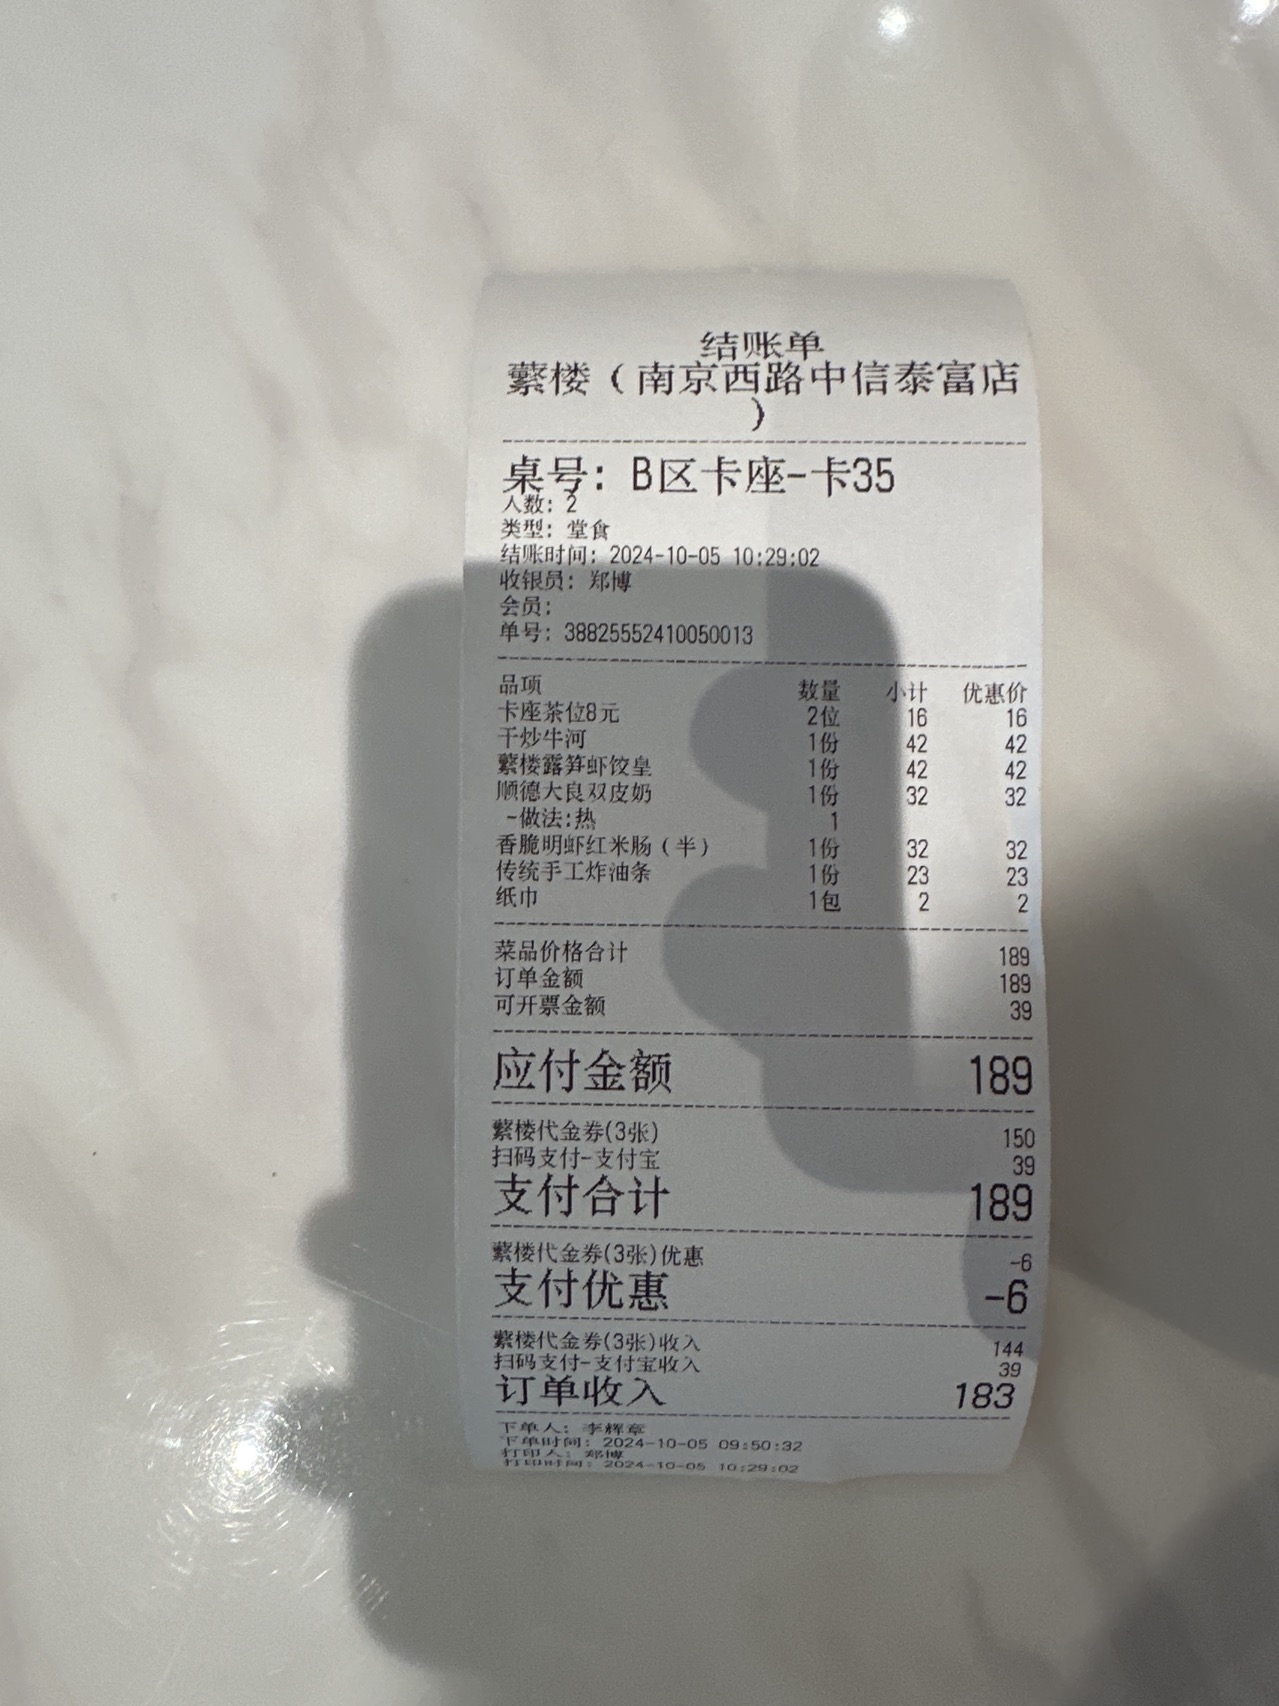 结账单
蘩楼（南京西路中信泰富店
）
桌号：B区卡座-卡35
人数：2
类型：堂食
结账时间：2024-10-05 10:29:02
收银员：郑博
会员：
单号：38825552410050013
品项 数量 小计 优惠价
卡座茶位8元 2位 16 16
干炒牛河 1份 42 42
蘩楼露笋虾饺皇 1份 42 42
顺德大良双皮奶 1份 32 32
-做法:热 1
香脆明虾红米肠（半） 1份 32 32
传统手工炸油条 1份 23 23
纸巾 1包 2 2
菜品价格合计 189
订单金额 189
可开票金额 39
应付金额 189
蘩楼代金券(3张) 150
扫码支付-支付宝 39
支付合计 189
蘩楼代金券(3张)优惠 -6
支付优惠 -6
蘩楼代金券(3张)收入 144
扫码支付-支付宝收入 39
订单收入 183
下单人：李辉章
下单时间：2024-10-05 09:50:32
打印人：郑博
打印时间：2024-10-05 10:29:02